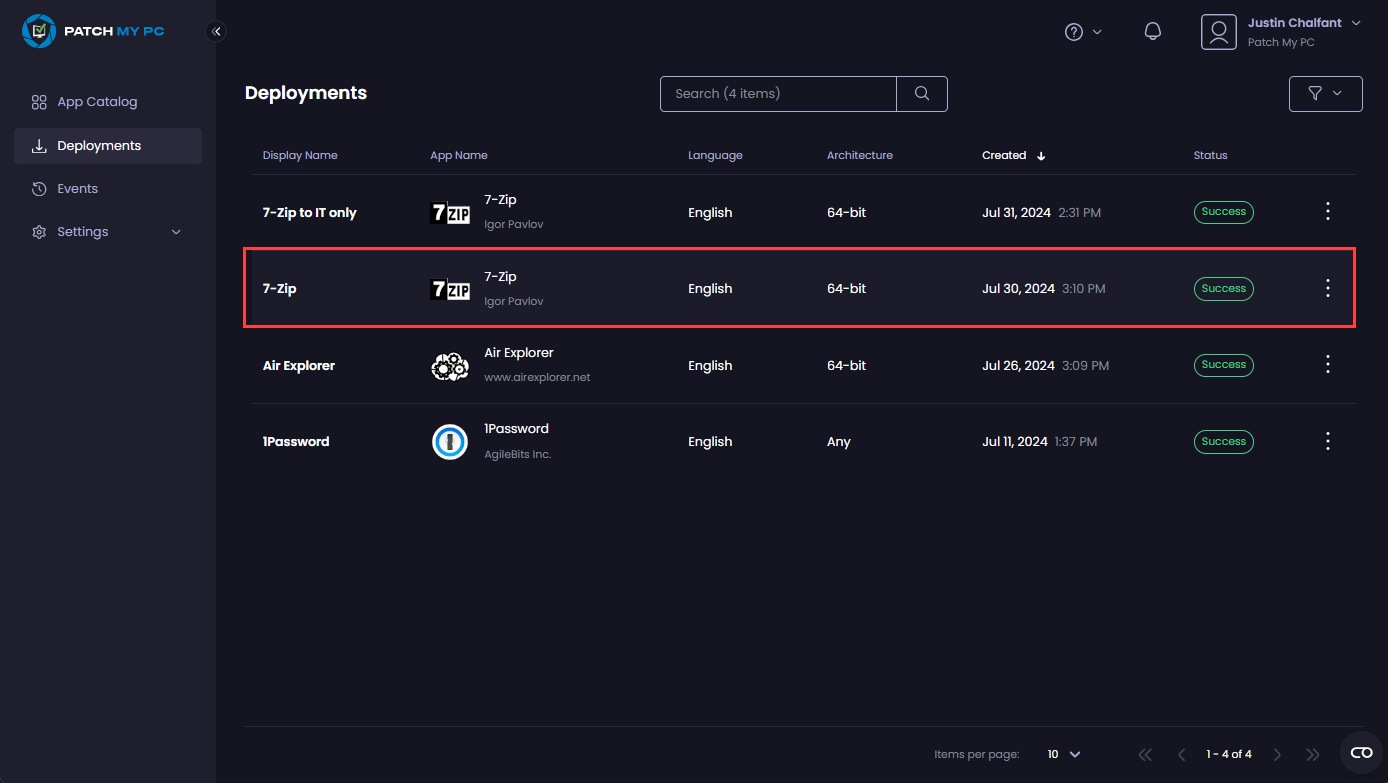 PATCH MY PC
Justin Chalfant
Patch My PC
App Catalog
Deployments
Events
Settings
Deployments
Search (4 items)
Display Name App Name Language Architecture Created Status
7-Zip to IT only 7ZIP 7-Zip Igor Pavlov English 64-bit Jul 31, 2024 2:31 PM Success
7-Zip 7ZIP 7-Zip Igor Pavlov English 64-bit Jul 30, 2024 3:10 PM Success
Air Explorer Air Explorer www.airexplorer.net English 64-bit Jul 26, 2024 3:09 PM Success
1Password 1Password AgileBits Inc. English Any Jul 11, 2024 1:37 PM Success
Items per page: 10 1 - 4 of 4